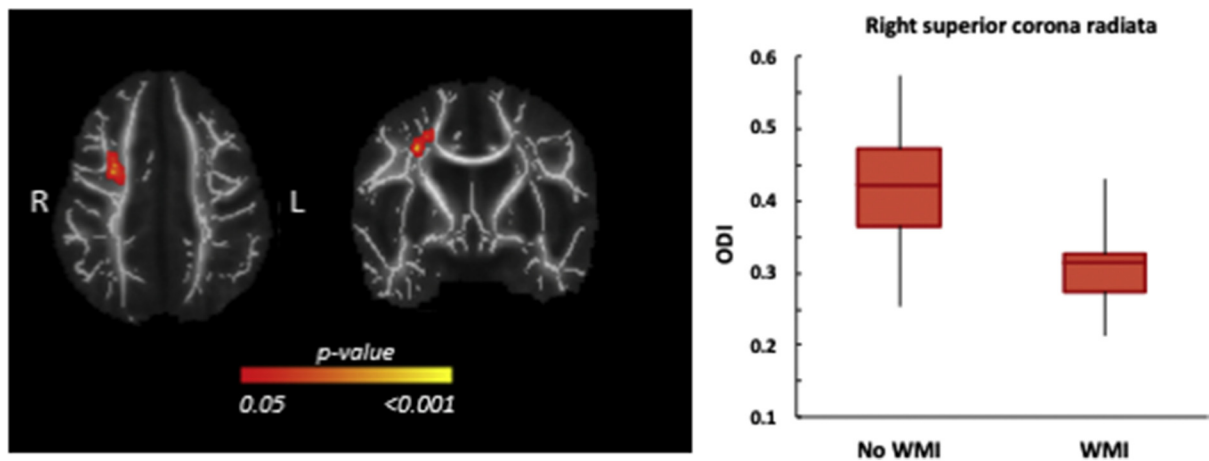 R
L
p-value
0.05 <0.001
Right superior corona radiata
0.6
0.5
0.4
0.3
0.2
0.1
ODI
No WMI WMI